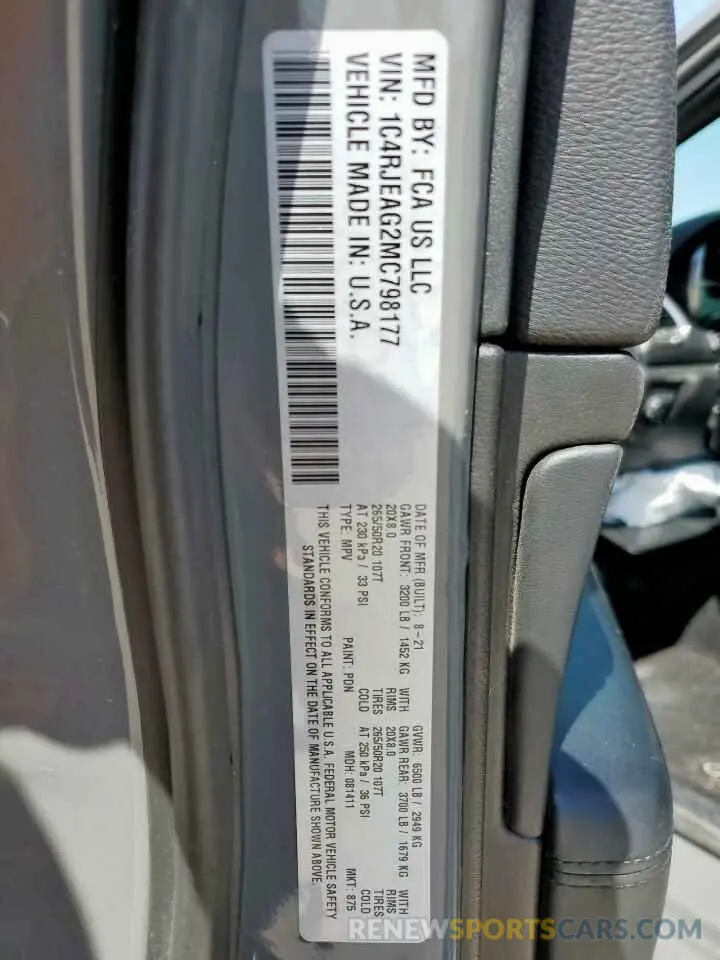 MFD BY: FCA US LLC
VIN: 1C4RJEAG2MC798177
VEHICLE MADE IN: U.S.A.
DATE OF MFR (BUILT): 8-21 GVWR: 6500 LB / 2949 KG
GAWR FRONT: 3200 LB / 1452 KG WITH GAWR REAR: 3700 LB / 1679 KG WITH
20X8.0 RIMS 20X8.0 RIMS
265/50R20 107T TIRES 265/50R20 107T TIRES
AT 230 kPa / 33 PSI COLD AT 250 kPa / 36 PSI COLD
TYPE: MPV PAINT: PDN MDH: 081411 MKT: 875
THIS VEHICLE CONFORMS TO ALL APPLICABLE U.S.A. FEDERAL MOTOR VEHICLE SAFETY
STANDARDS IN EFFECT ON THE DATE OF MANUFACTURE SHOWN ABOVE.
RENEWSPORTSCARS.COM